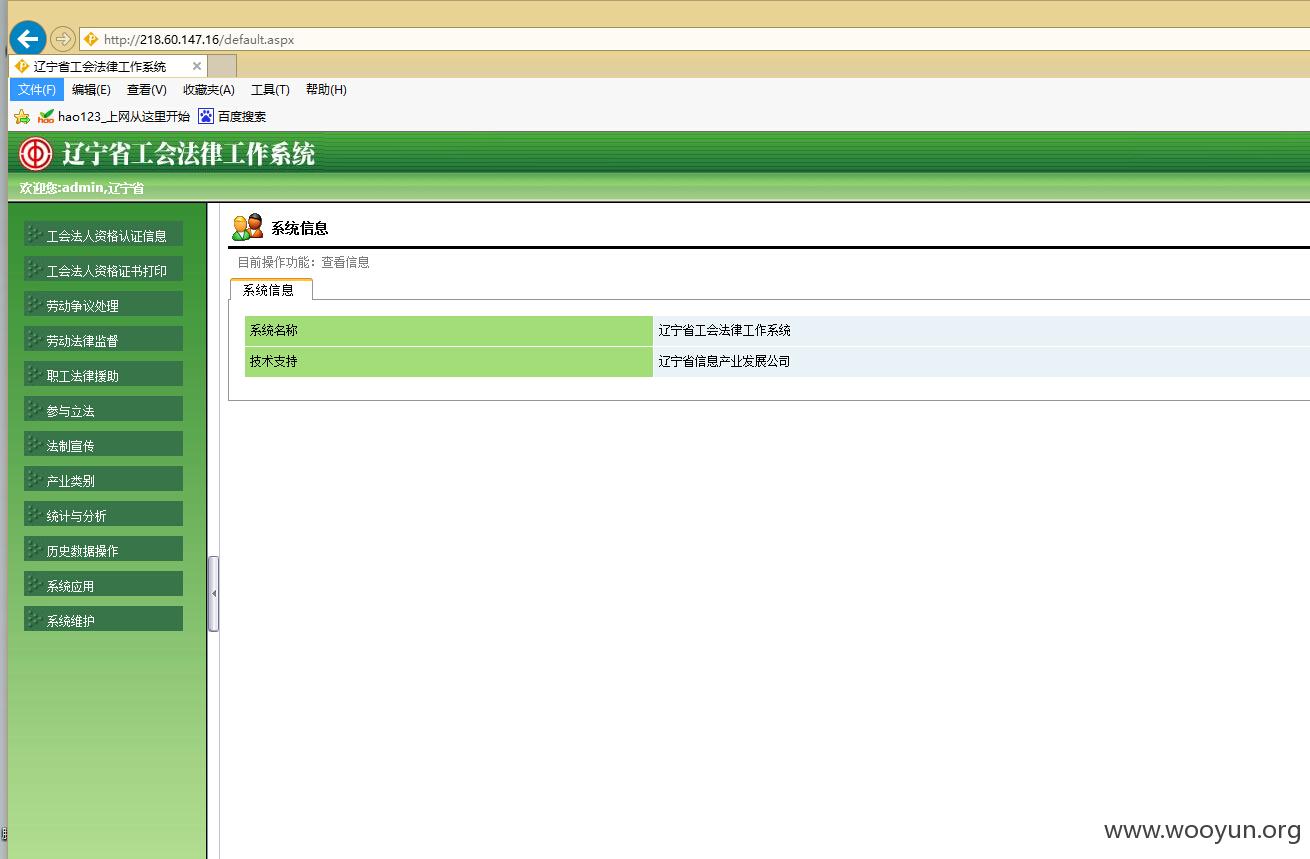 http://218.60.147.16/default.aspx
辽宁省工会法律工作系统
文件(F) 编辑(E) 查看(V) 收藏夹(A) 工具(T) 帮助(H)
hao123_上网从这里开始 百度搜索
辽宁省工会法律工作系统
欢迎您:admin,辽宁省
工会法人资格认证信息
工会法人资格证书打印
劳动争议处理
劳动法律监督
职工法律援助
参与立法
法制宣传
产业类别
统计与分析
历史数据操作
系统应用
系统维护
系统信息
目前操作功能：查看信息
系统信息
系统名称 辽宁省工会法律工作系统
技术支持 辽宁省信息产业发展公司
www.wooyun.org